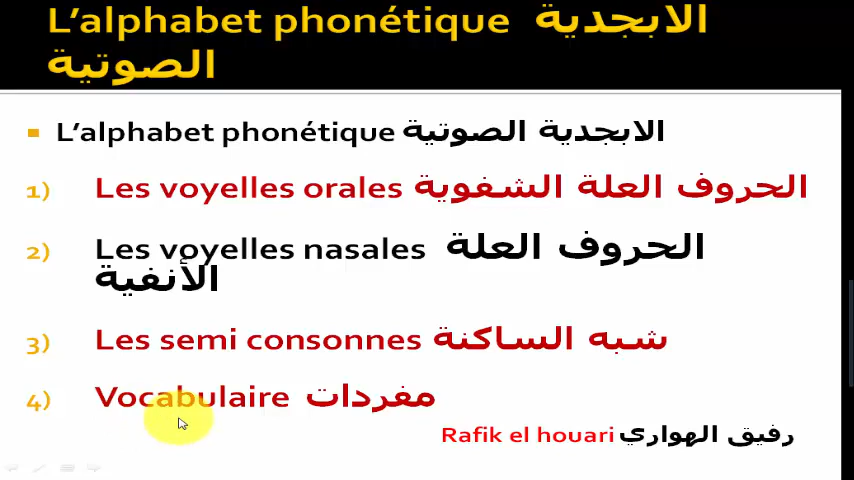 L’alphabet phonétique الابجدية
الصوتية
L’alphabet phonétique الابجدية الصوتية
1) Les voyelles orales الحروف العلة الشفوية
2) Les voyelles nasales الحروف العلة
الأنفية
3) Les semi consonnes شبه الساكنة
4) Vocabulaire مفردات
Rafik el houari رفيق الهواري